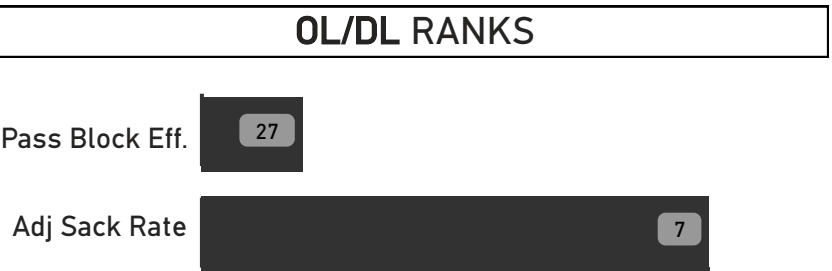 OL/DL RANKS
Pass Block Eff. 27
Adj Sack Rate 7